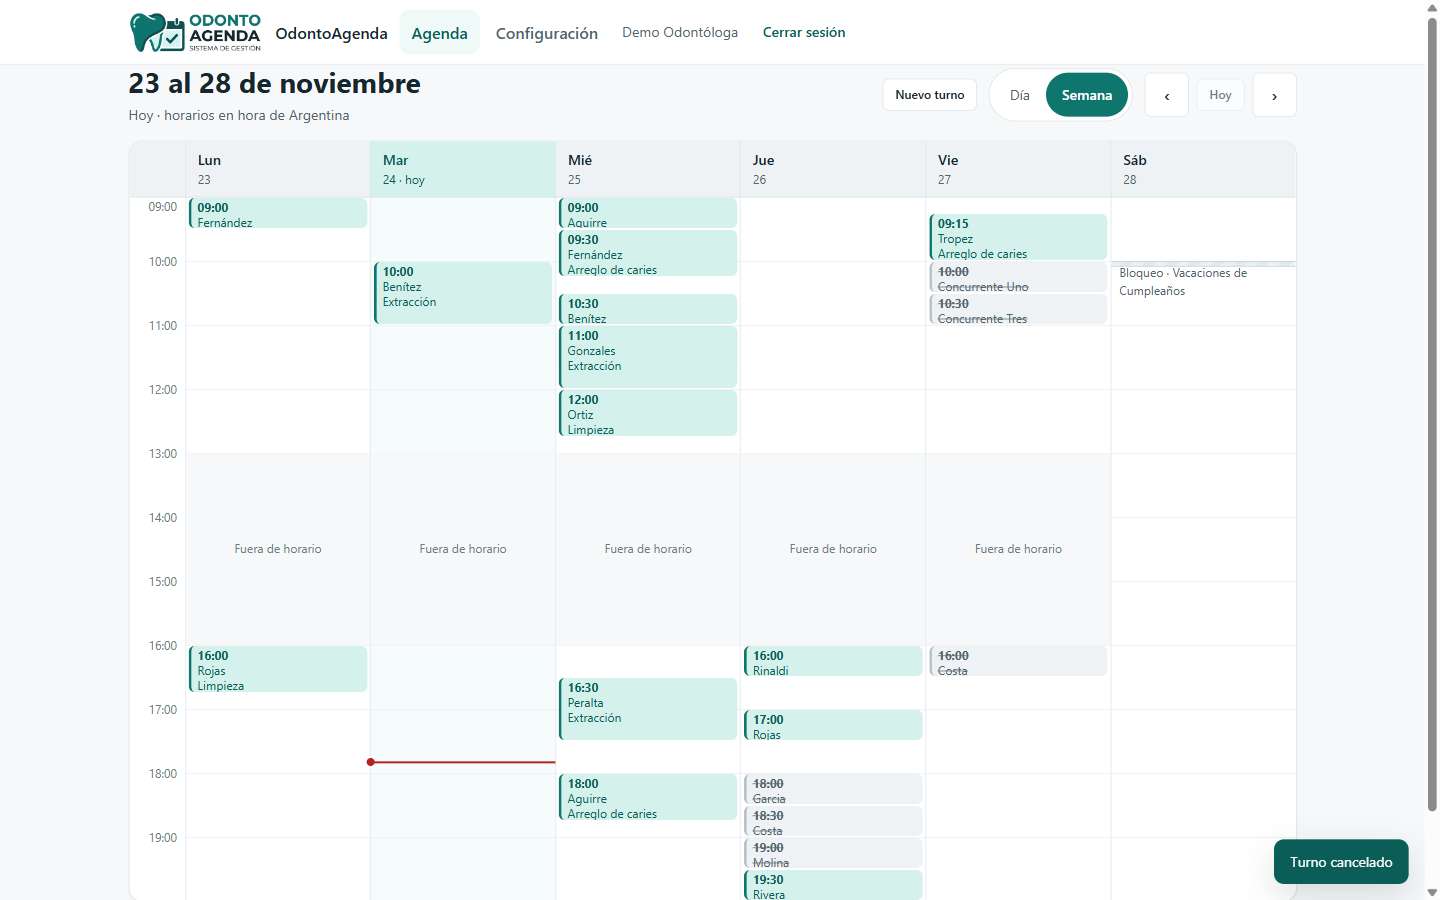 ODONTO
AGENDA
SISTEMA DE GESTIÓN
OdontoAgenda
Agenda
Configuración
Demo Odontóloga
Cerrar sesión
23 al 28 de noviembre
Hoy · horarios en hora de Argentina
Nuevo turno
Día
Semana
‹
Hoy
›
Lun
23
Mar
24 · hoy
Mié
25
Jue
26
Vie
27
Sáb
28
09:00
10:00
11:00
12:00
13:00
14:00
15:00
16:00
17:00
18:00
19:00
09:00
Fernández
Fuera de horario
16:00
Rojas
Limpieza
10:00
Benítez
Extracción
Fuera de horario
09:00
Aguirre
09:30
Fernández
Arreglo de caries
10:30
Benítez
11:00
Gonzales
Extracción
12:00
Ortiz
Limpieza
Fuera de horario
16:30
Peralta
Extracción
18:00
Aguirre
Arreglo de caries
Fuera de horario
16:00
Rinaldi
17:00
Rojas
18:00
Garcia
18:30
Costa
19:00
Molina
19:30
Rivera
09:15
Tropez
Arreglo de caries
10:00
Concurrente Uno
10:30
Concurrente Tres
Fuera de horario
16:00
Costa
Bloqueo · Vacaciones de
Cumpleaños
Turno cancelado